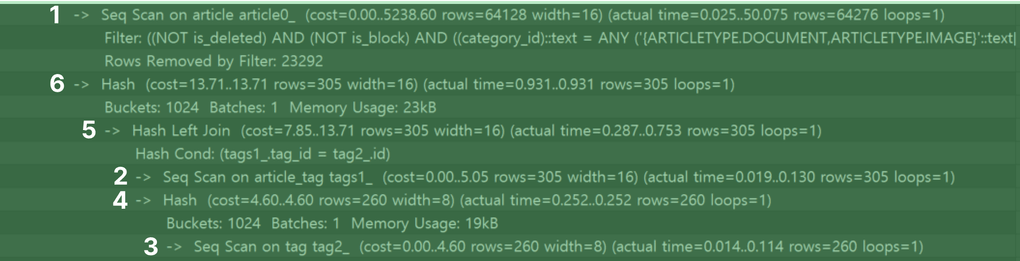 1 -> Seq Scan on article article0_ (cost=0.00..5238.60 rows=64128 width=16) (actual time=0.025..50.075 rows=64276 loops=1)
Filter: ((NOT is_deleted) AND (NOT is_block) AND ((category_id)::text = ANY ('{ARTICLETYPE.DOCUMENT,ARTICLETYPE.IMAGE}'::text[
Rows Removed by Filter: 23292
6 -> Hash (cost=13.71..13.71 rows=305 width=16) (actual time=0.931..0.931 rows=305 loops=1)
Buckets: 1024 Batches: 1 Memory Usage: 23kB
5 -> Hash Left Join (cost=7.85..13.71 rows=305 width=16) (actual time=0.287..0.753 rows=305 loops=1)
Hash Cond: (tags1_.tag_id = tag2_.id)
2 -> Seq Scan on article_tag tags1_ (cost=0.00..5.05 rows=305 width=16) (actual time=0.019..0.130 rows=305 loops=1)
4 -> Hash (cost=4.60..4.60 rows=260 width=8) (actual time=0.252..0.252 rows=260 loops=1)
Buckets: 1024 Batches: 1 Memory Usage: 19kB
3 -> Seq Scan on tag tag2_ (cost=0.00..4.60 rows=260 width=8) (actual time=0.014..0.114 rows=260 loops=1)